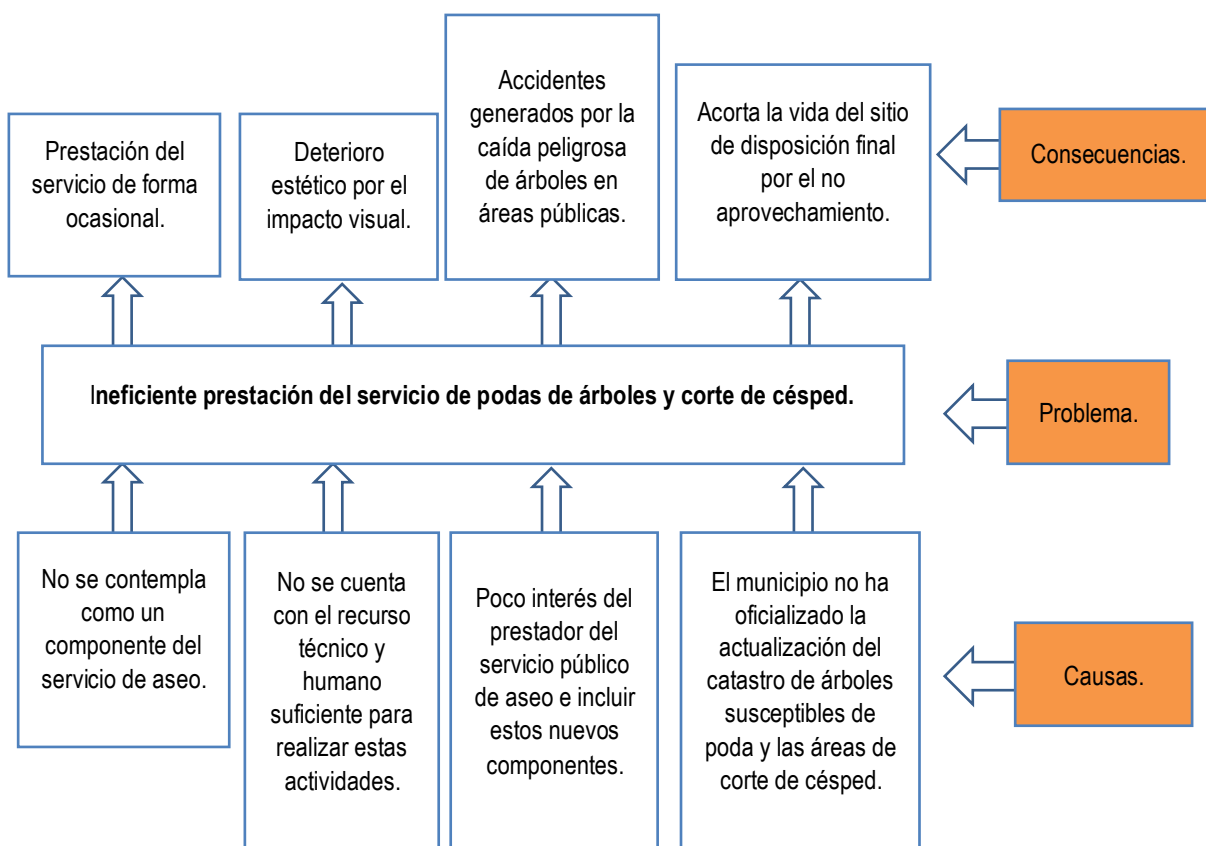 Prestación del
servicio de forma
ocasional.
Deterioro
estético por el
impacto visual.
Accidentes
generados por la
caída peligrosa
de árboles en
áreas públicas.
Acorta la vida del sitio
de disposición final
por el no
aprovechamiento.
Consecuencias.
Ineficiente prestación del servicio de podas de árboles y corte de césped.
Problema.
No se contempla
como un
componente del
servicio de aseo.
No se cuenta
con el recurso
técnico y
humano
suficiente para
realizar estas
actividades.
Poco interés del
prestador del
servicio público
de aseo e incluir
estos nuevos
componentes.
El municipio no ha
oficializado la
actualización del
catastro de árboles
susceptibles de
poda y las áreas de
corte de césped.
Causas.